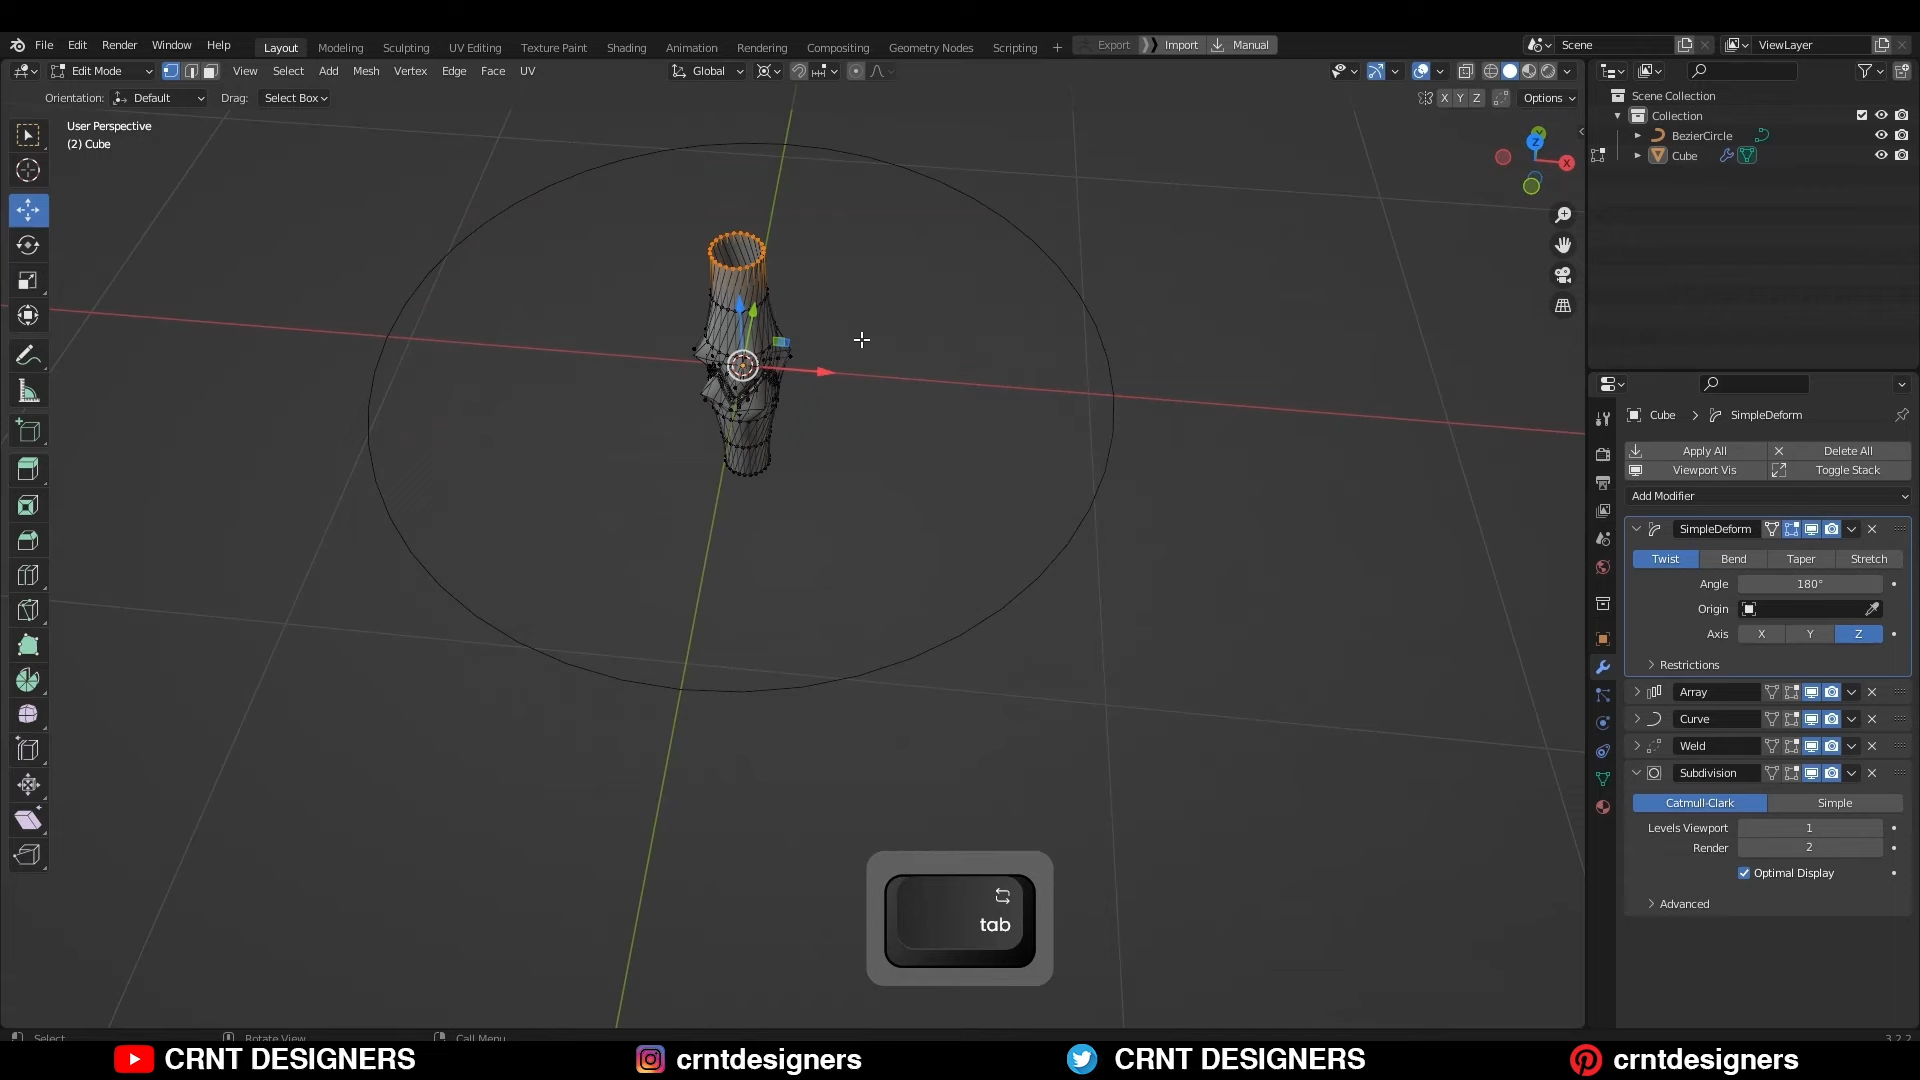 File Edit Render Window Help Layout Modeling Sculpting UV Editing Texture Paint Shading Animation Rendering Compositing Geometry Nodes Scripting + Export Import Manual Scene ViewLayer
Edit Mode View Select Add Mesh Vertex Edge Face UV Global
Orientation: Default Drag: Select Box X Y Z Options
User Perspective
(2) Cube
Z
X
Scene Collection
Collection
BezierCircle
Cube
Cube > SimpleDeform
Apply All Delete All
Viewport Vis Toggle Stack
Add Modifier
SimpleDeform
Twist Bend Taper Stretch
Angle 180°
Origin
Axis X Y Z
Restrictions
Array
Curve
Weld
Subdivision
Catmull-Clark Simple
Levels Viewport 1
Render 2
Optimal Display
Advanced
tab
Select Rotate View Call Menu 3.2.2
CRNT DESIGNERS crntdesigners CRNT DESIGNERS crntdesigners